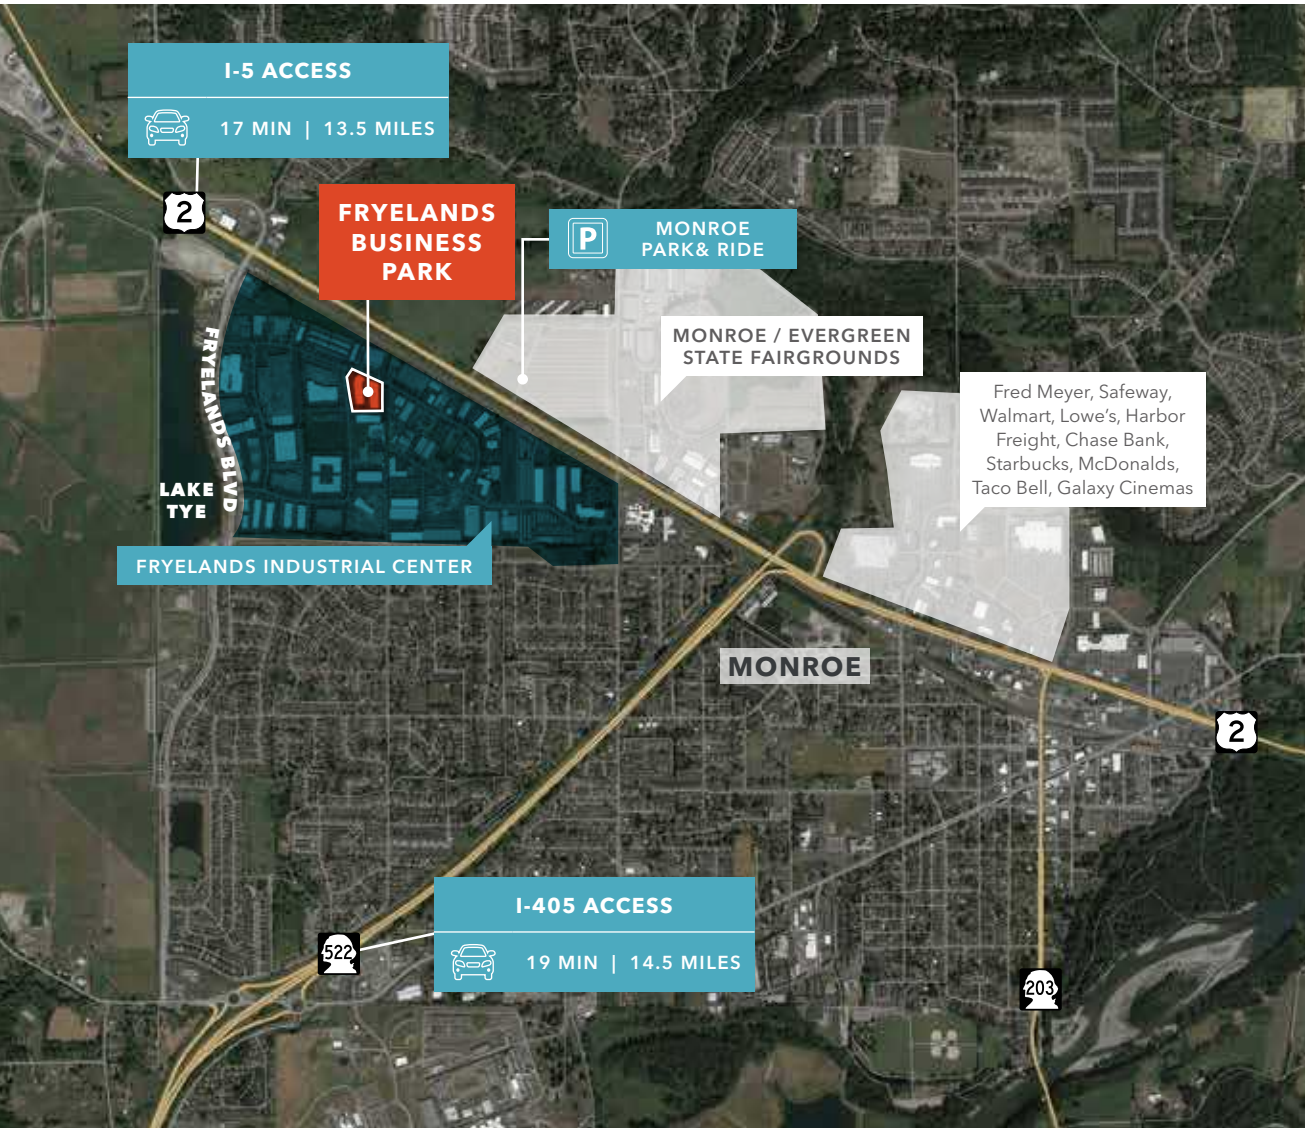 I-5 ACCESS
17 MIN | 13.5 MILES
2
FRYELANDS
BUSINESS
PARK
P
MONROE
PARK& RIDE
MONROE / EVERGREEN
STATE FAIRGROUNDS
Fred Meyer, Safeway,
Walmart, Lowe's, Harbor
Freight, Chase Bank,
Starbucks, McDonalds,
Taco Bell, Galaxy Cinemas
FRYELANDS BLVD
LAKE
TYE
FRYELANDS INDUSTRIAL CENTER
MONROE
2
I-405 ACCESS
19 MIN | 14.5 MILES
522
203